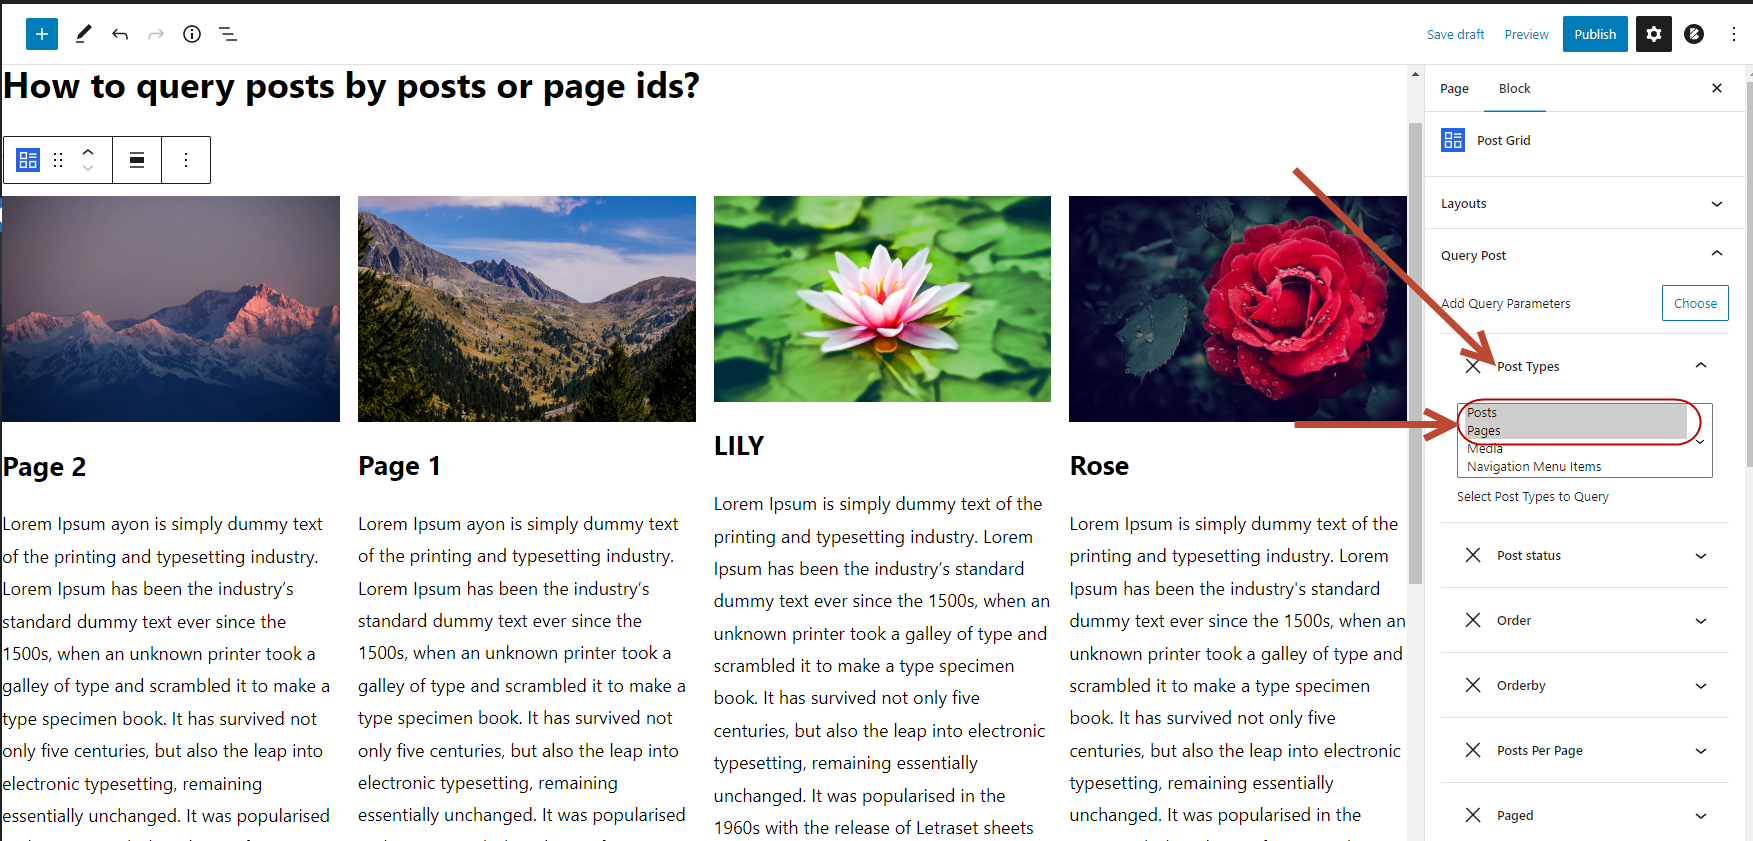 Save draft
Preview
Publish
How to query posts by posts or page ids?
Page 2
Lorem Ipsum ayon is simply dummy text
of the printing and typesetting industry.
Lorem Ipsum has been the industry’s
standard dummy text ever since the
1500s, when an unknown printer took a
galley of type and scrambled it to make a
type specimen book. It has survived not
only five centuries, but also the leap into
electronic typesetting, remaining
essentially unchanged. It was popularised
Page 1
Lorem Ipsum ayon is simply dummy text
of the printing and typesetting industry.
Lorem Ipsum has been the industry’s
standard dummy text ever since the
1500s, when an unknown printer took a
galley of type and scrambled it to make a
type specimen book. It has survived not
only five centuries, but also the leap into
electronic typesetting, remaining
essentially unchanged. It was popularised
LILY
Lorem Ipsum is simply dummy text of the
printing and typesetting industry. Lorem
Ipsum has been the industry’s standard
dummy text ever since the 1500s, when an
unknown printer took a galley of type and
scrambled it to make a type specimen
book. It has survived not only five
centuries, but also the leap into electronic
typesetting, remaining essentially
unchanged. It was popularised in the
1960s with the release of Letraset sheets
Rose
Lorem Ipsum is simply dummy text of the
printing and typesetting industry. Lorem
Ipsum has been the industry's standard
dummy text ever since the 1500s, when an
unknown printer took a galley of type and
scrambled it to make a type specimen
book. It has survived not only five
centuries, but also the leap into electronic
typesetting, remaining essentially
unchanged. It was popularised in the
Page
Block
Post Grid
Layouts
Query Post
Add Query Parameters
Choose
Post Types
Posts
Pages
Media
Navigation Menu Items
Select Post Types to Query
Post status
Order
Orderby
Posts Per Page
Paged